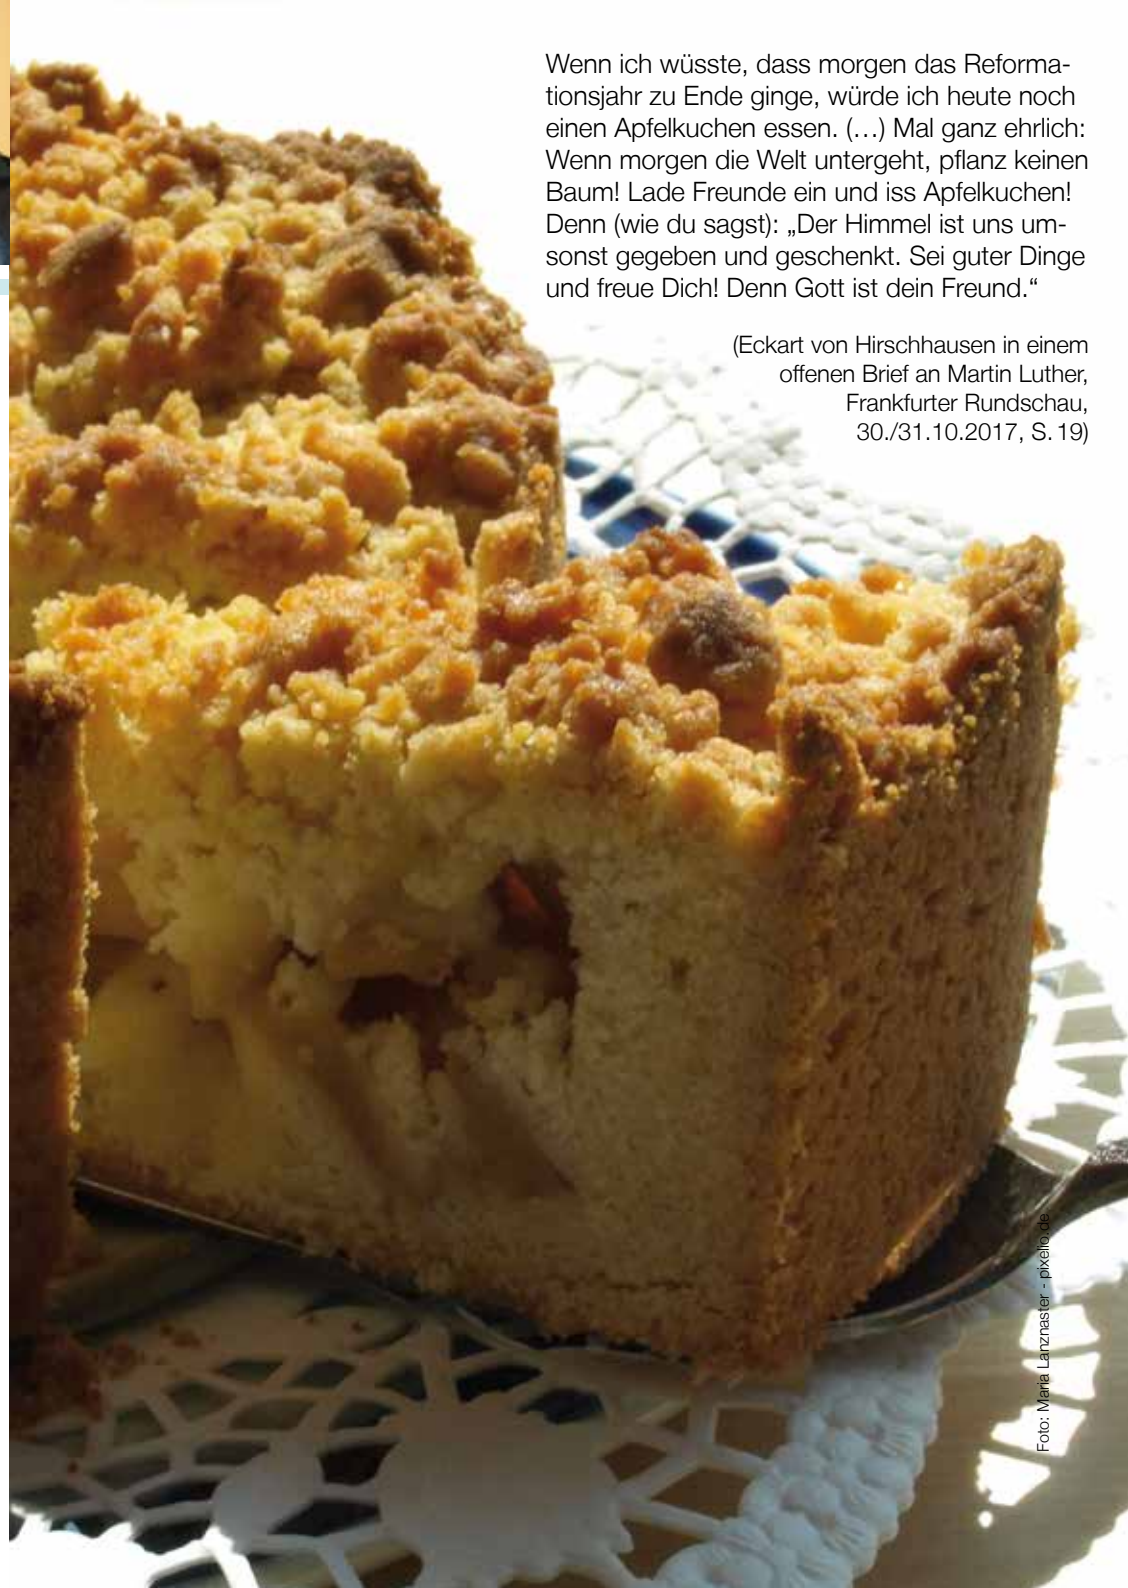 Wenn ich wüsste, dass morgen das Reforma-
tionsjahr zu Ende ginge, würde ich heute noch
einen Apfelkuchen essen. (…) Mal ganz ehrlich:
Wenn morgen die Welt untergeht, pflanz keinen
Baum! Lade Freunde ein und iss Apfelkuchen!
Denn (wie du sagst): „Der Himmel ist uns um-
sonst gegeben und geschenkt. Sei guter Dinge
und freue Dich! Denn Gott ist dein Freund.“
(Eckart von Hirschhausen in einem
offenen Brief an Martin Luther,
Frankfurter Rundschau,
30./31.10.2017, S. 19)
Foto: Maria Lanznaster - pixelio.de